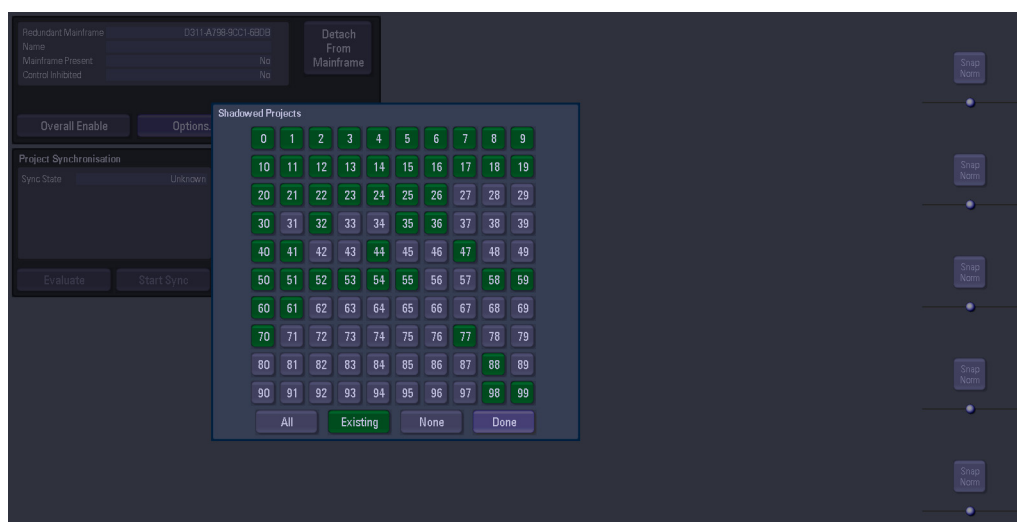 Redundant Mainframe D311-A798-9CC1-6BDB
Name
Mainframe Present No
Control Inhibited No
Detach
From
Mainframe
Overall Enable Options.
Project Synchronisation
Sync State Unknown
Evaluate Start Sync
Shadowed Projects
0 1 2 3 4 5 6 7 8 9
10 11 12 13 14 15 16 17 18 19
20 21 22 23 24 25 26 27 28 29
30 31 32 33 34 35 36 37 38 39
40 41 42 43 44 45 46 47 48 49
50 51 52 53 54 55 56 57 58 59
60 61 62 63 64 65 66 67 68 69
70 71 72 73 74 75 76 77 78 79
80 81 82 83 84 85 86 87 88 89
90 91 92 93 94 95 96 97 98 99
All Existing None Done
Snap
Norm
Snap
Norm
Snap
Norm
Snap
Norm
Snap
Norm